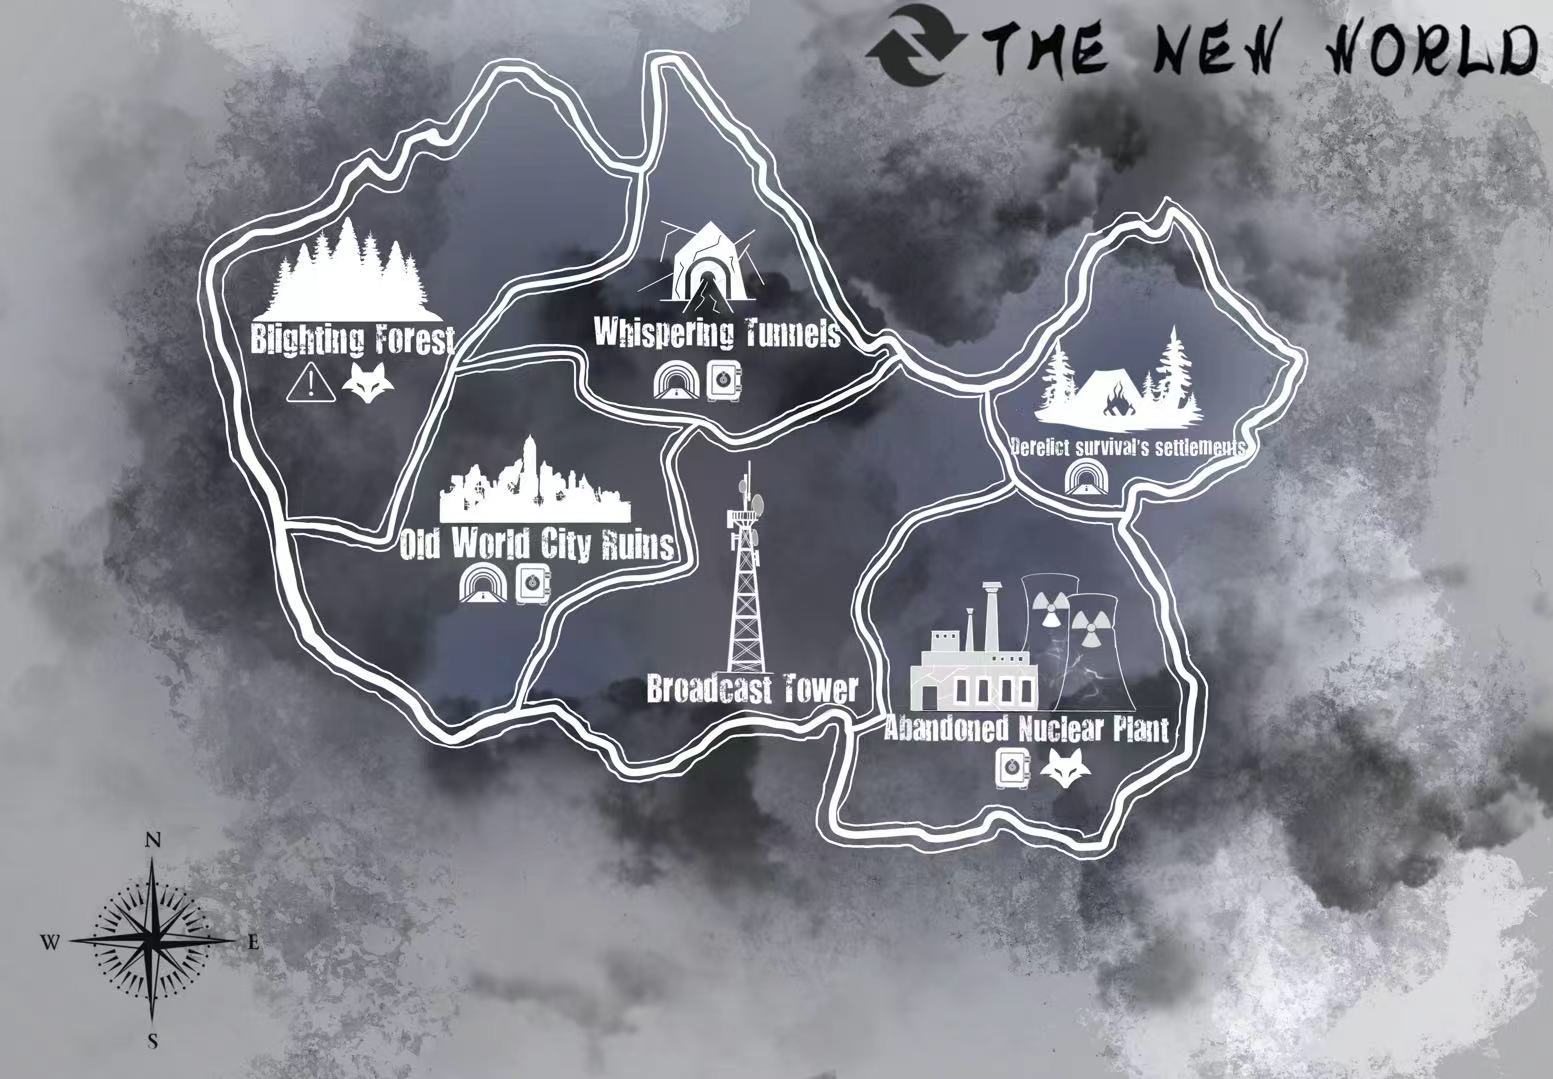 THE NEW WORLD
Blighting Forest
Whispering Tunnels
Derelict survival's settlements
Old World City Ruins
Broadcast Tower
Abandoned Nuclear Plant
N
W
E
S